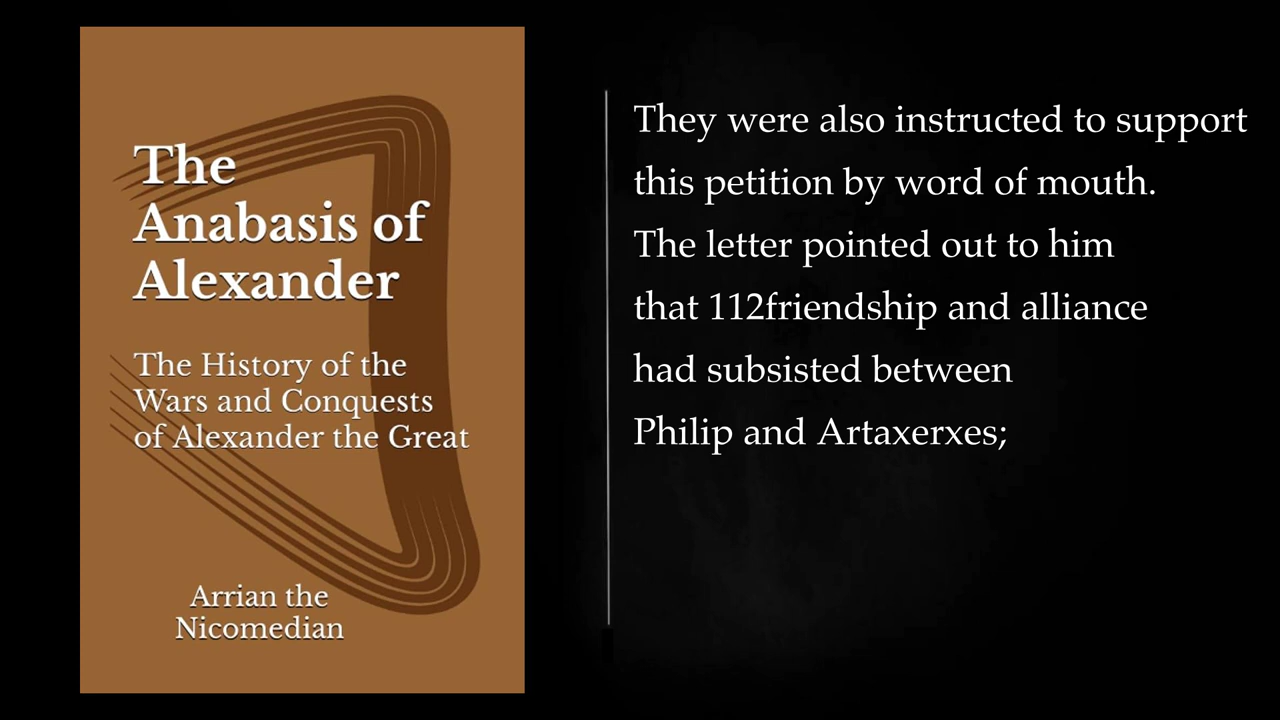 The
Anabasis of
Alexander
The History of the
Wars and Conquests
of Alexander the Great
Arrian the
Nicomedian
They were also instructed to support
this petition by word of mouth.
The letter pointed out to him
that 112friendship and alliance
had subsisted between
Philip and Artaxerxes;